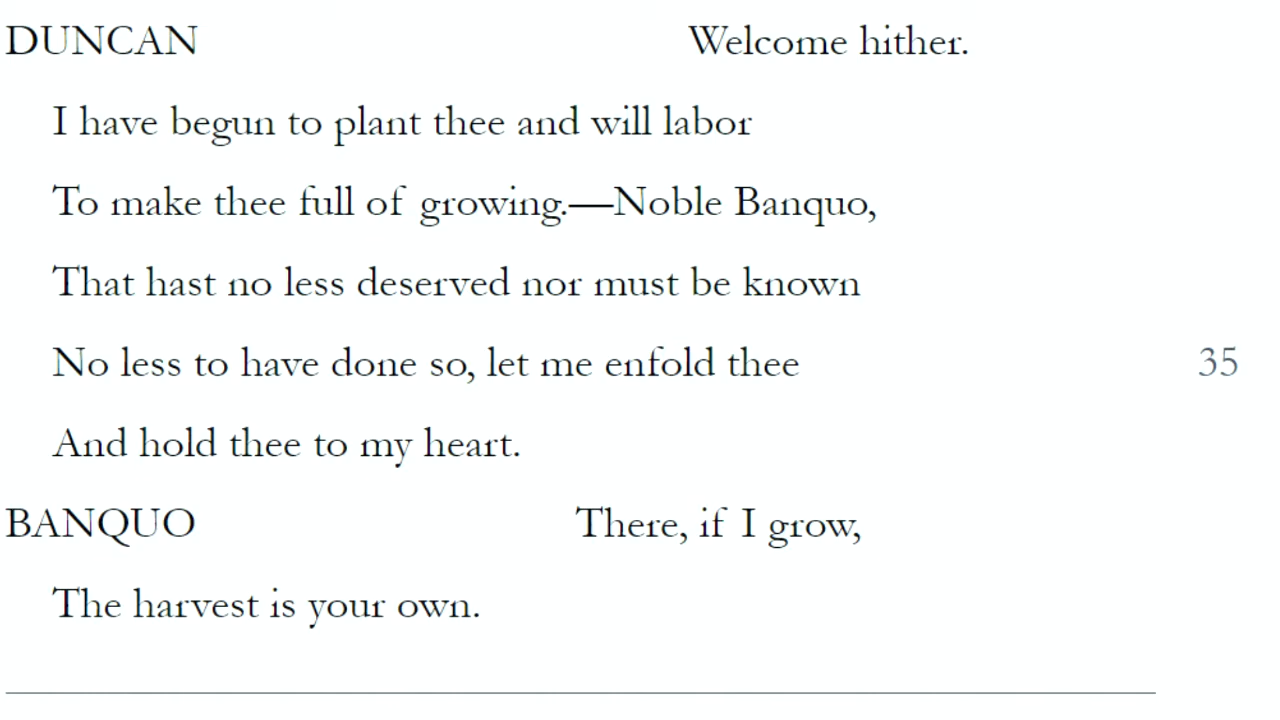 DUNCAN Welcome hither.
I have begun to plant thee and will labor
To make thee full of growing.—Noble Banquo,
That hast no less deserved nor must be known
No less to have done so, let me enfold thee 35
And hold thee to my heart.
BANQUO There, if I grow,
The harvest is your own.